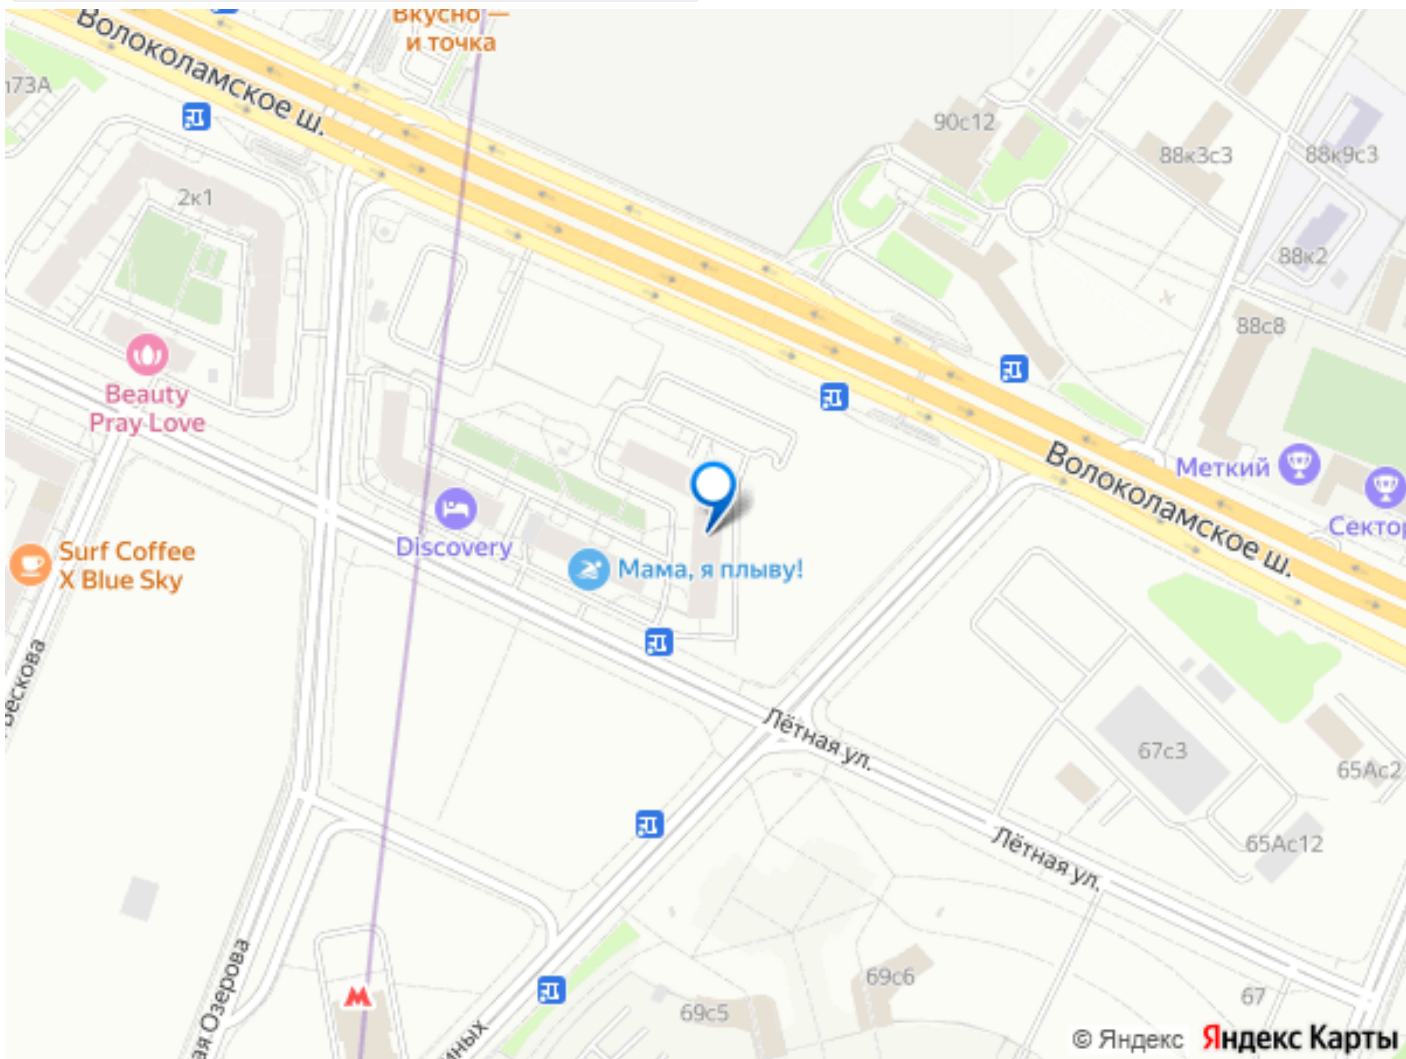 Вкусно —
и точка
Волоколамское ш.
90с12
88к3с3
88к9с3
2к1
88к2
88с8
Beauty
Pray Love
Волоколамское ш.
Меткий
Сектор
Discovery
Surf Coffee
X Blue Sky
Мама, я плыву!
Лётная ул.
67с3
65Ас2
Лётная ул.
65Ас12
69с6
67
69с5
© Яндекс Яндекс Карты